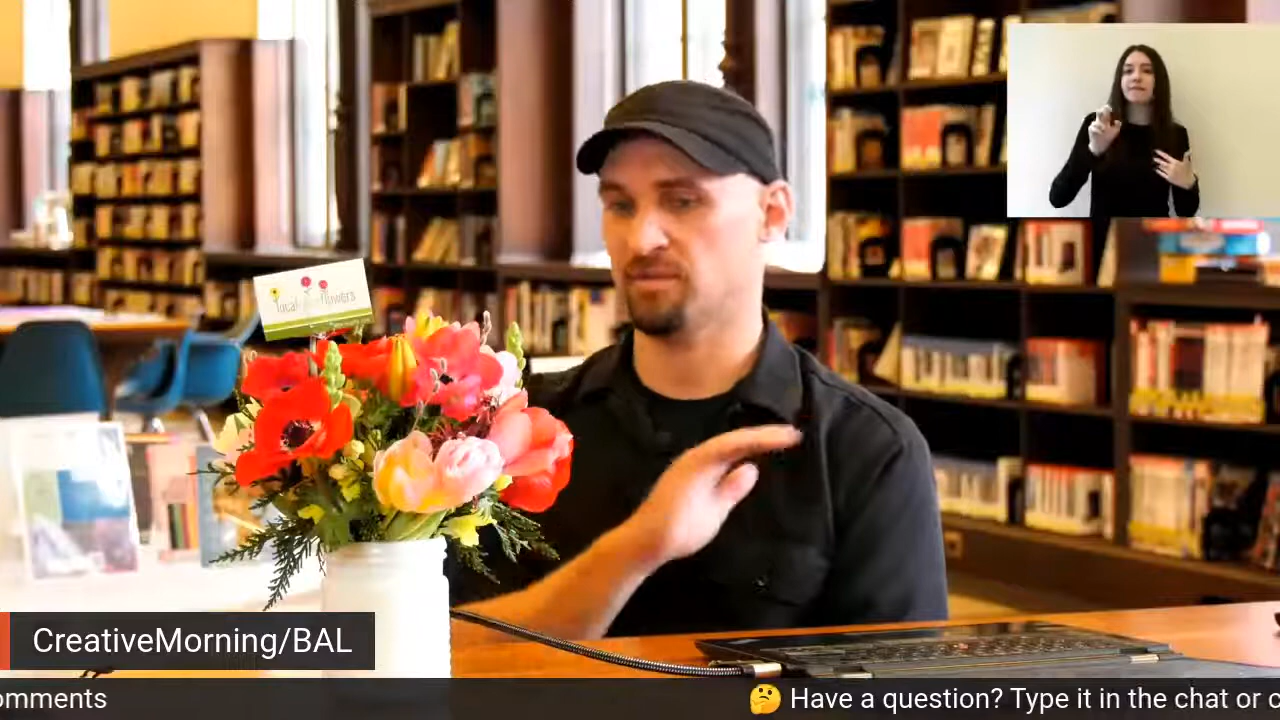 local flowers
CreativeMorning/BAL
omments
🤔 Have a question? Type it in the chat or c